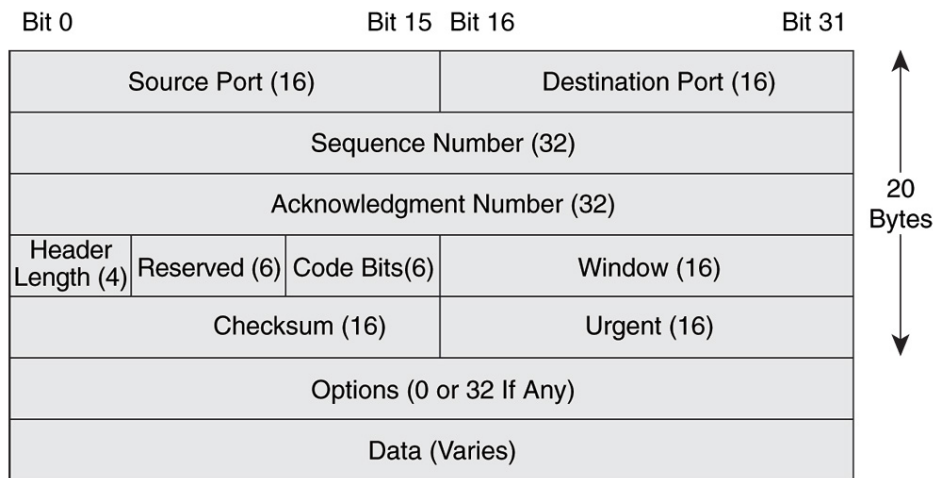 Bit 0 Bit 15 Bit 16 Bit 31
Source Port (16) Destination Port (16)
Sequence Number (32)
Acknowledgment Number (32)
20
Bytes
Header
Length (4) Reserved (6) Code Bits(6) Window (16)
Checksum (16) Urgent (16)
Options (0 or 32 If Any)
Data (Varies)